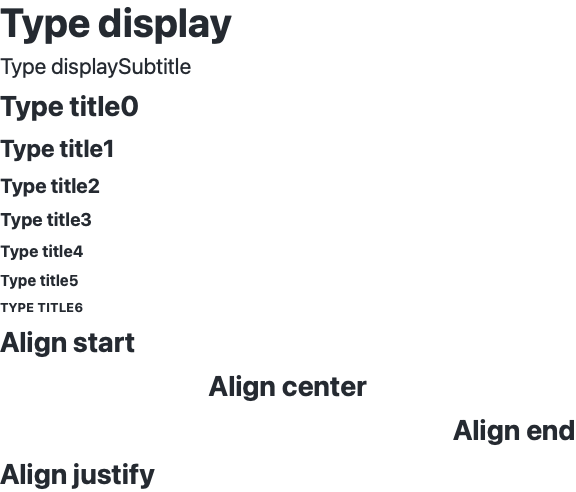 Type display
Type displaySubtitle
Type title0
Type title1
Type title2
Type title3
Type title4
Type title5
TYPE TITLE6
Align start
Align center
Align end
Align justify